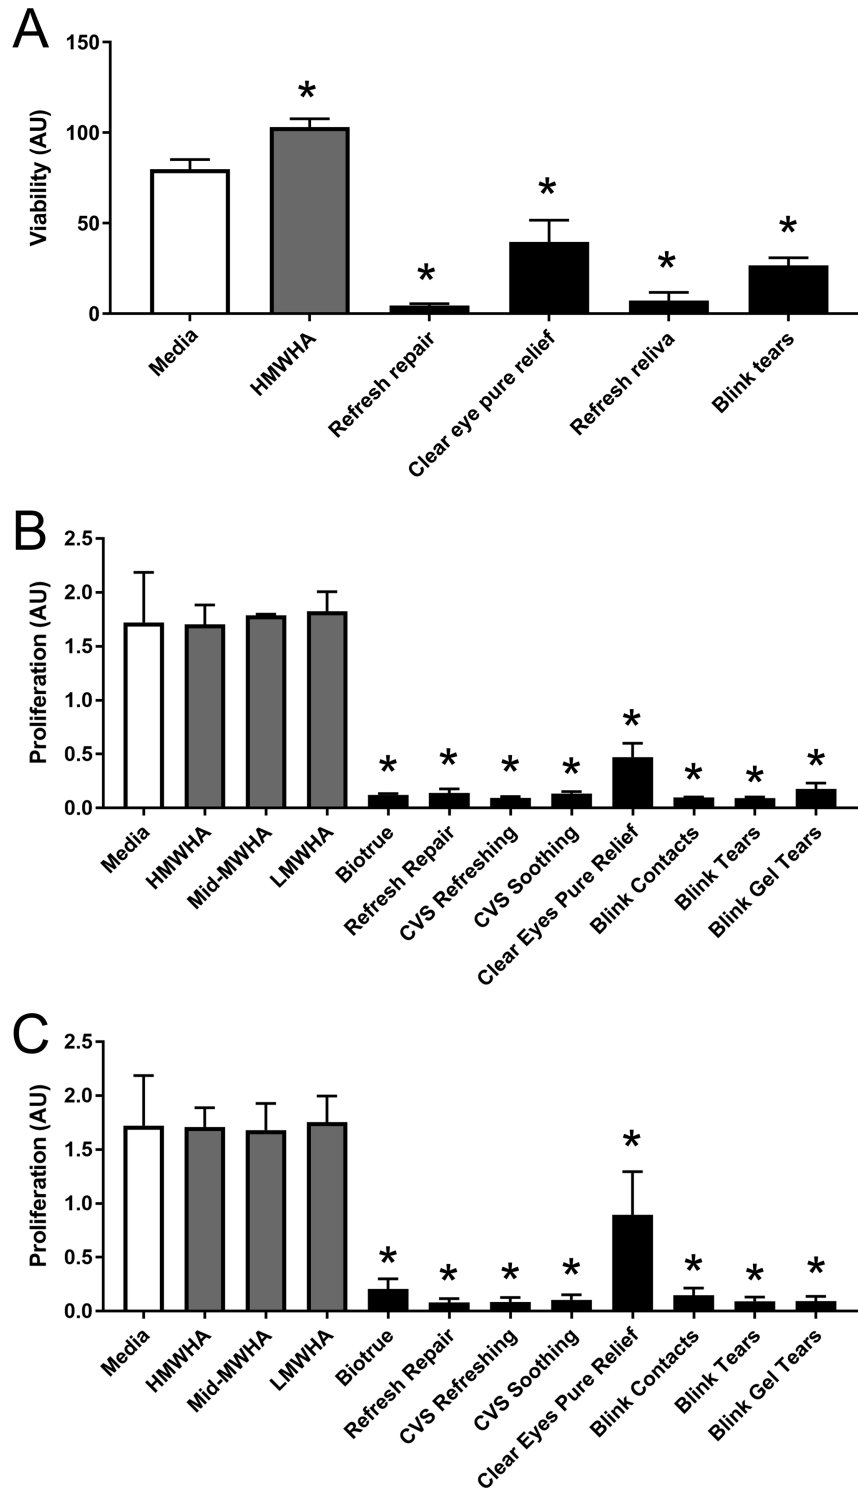 A
Viability (AU)
150
100
50
0
*
*
*
*
*
Media
HMWHA
Refresh repair
Clear eye pure relief
Refresh reliva
Blink tears
B
Proliferation (AU)
2.5
2.0
1.5
1.0
0.5
0.0
*
*
*
*
*
*
*
*
Media
HMWHA
Mid-MWHA
LMWHA
Biotrue
Refresh Repair
CVS Refreshing
CVS Soothing
Clear Eyes Pure Relief
Blink Contacts
Blink Tears
Blink Gel Tears
C
Proliferation (AU)
2.5
2.0
1.5
1.0
0.5
0.0
*
*
*
*
*
*
*
*
Media
HMWHA
Mid-MWHA
LMWHA
Biotrue
Refresh Repair
CVS Refreshing
CVS Soothing
Clear Eyes Pure Relief
Blink Contacts
Blink Tears
Blink Gel Tears